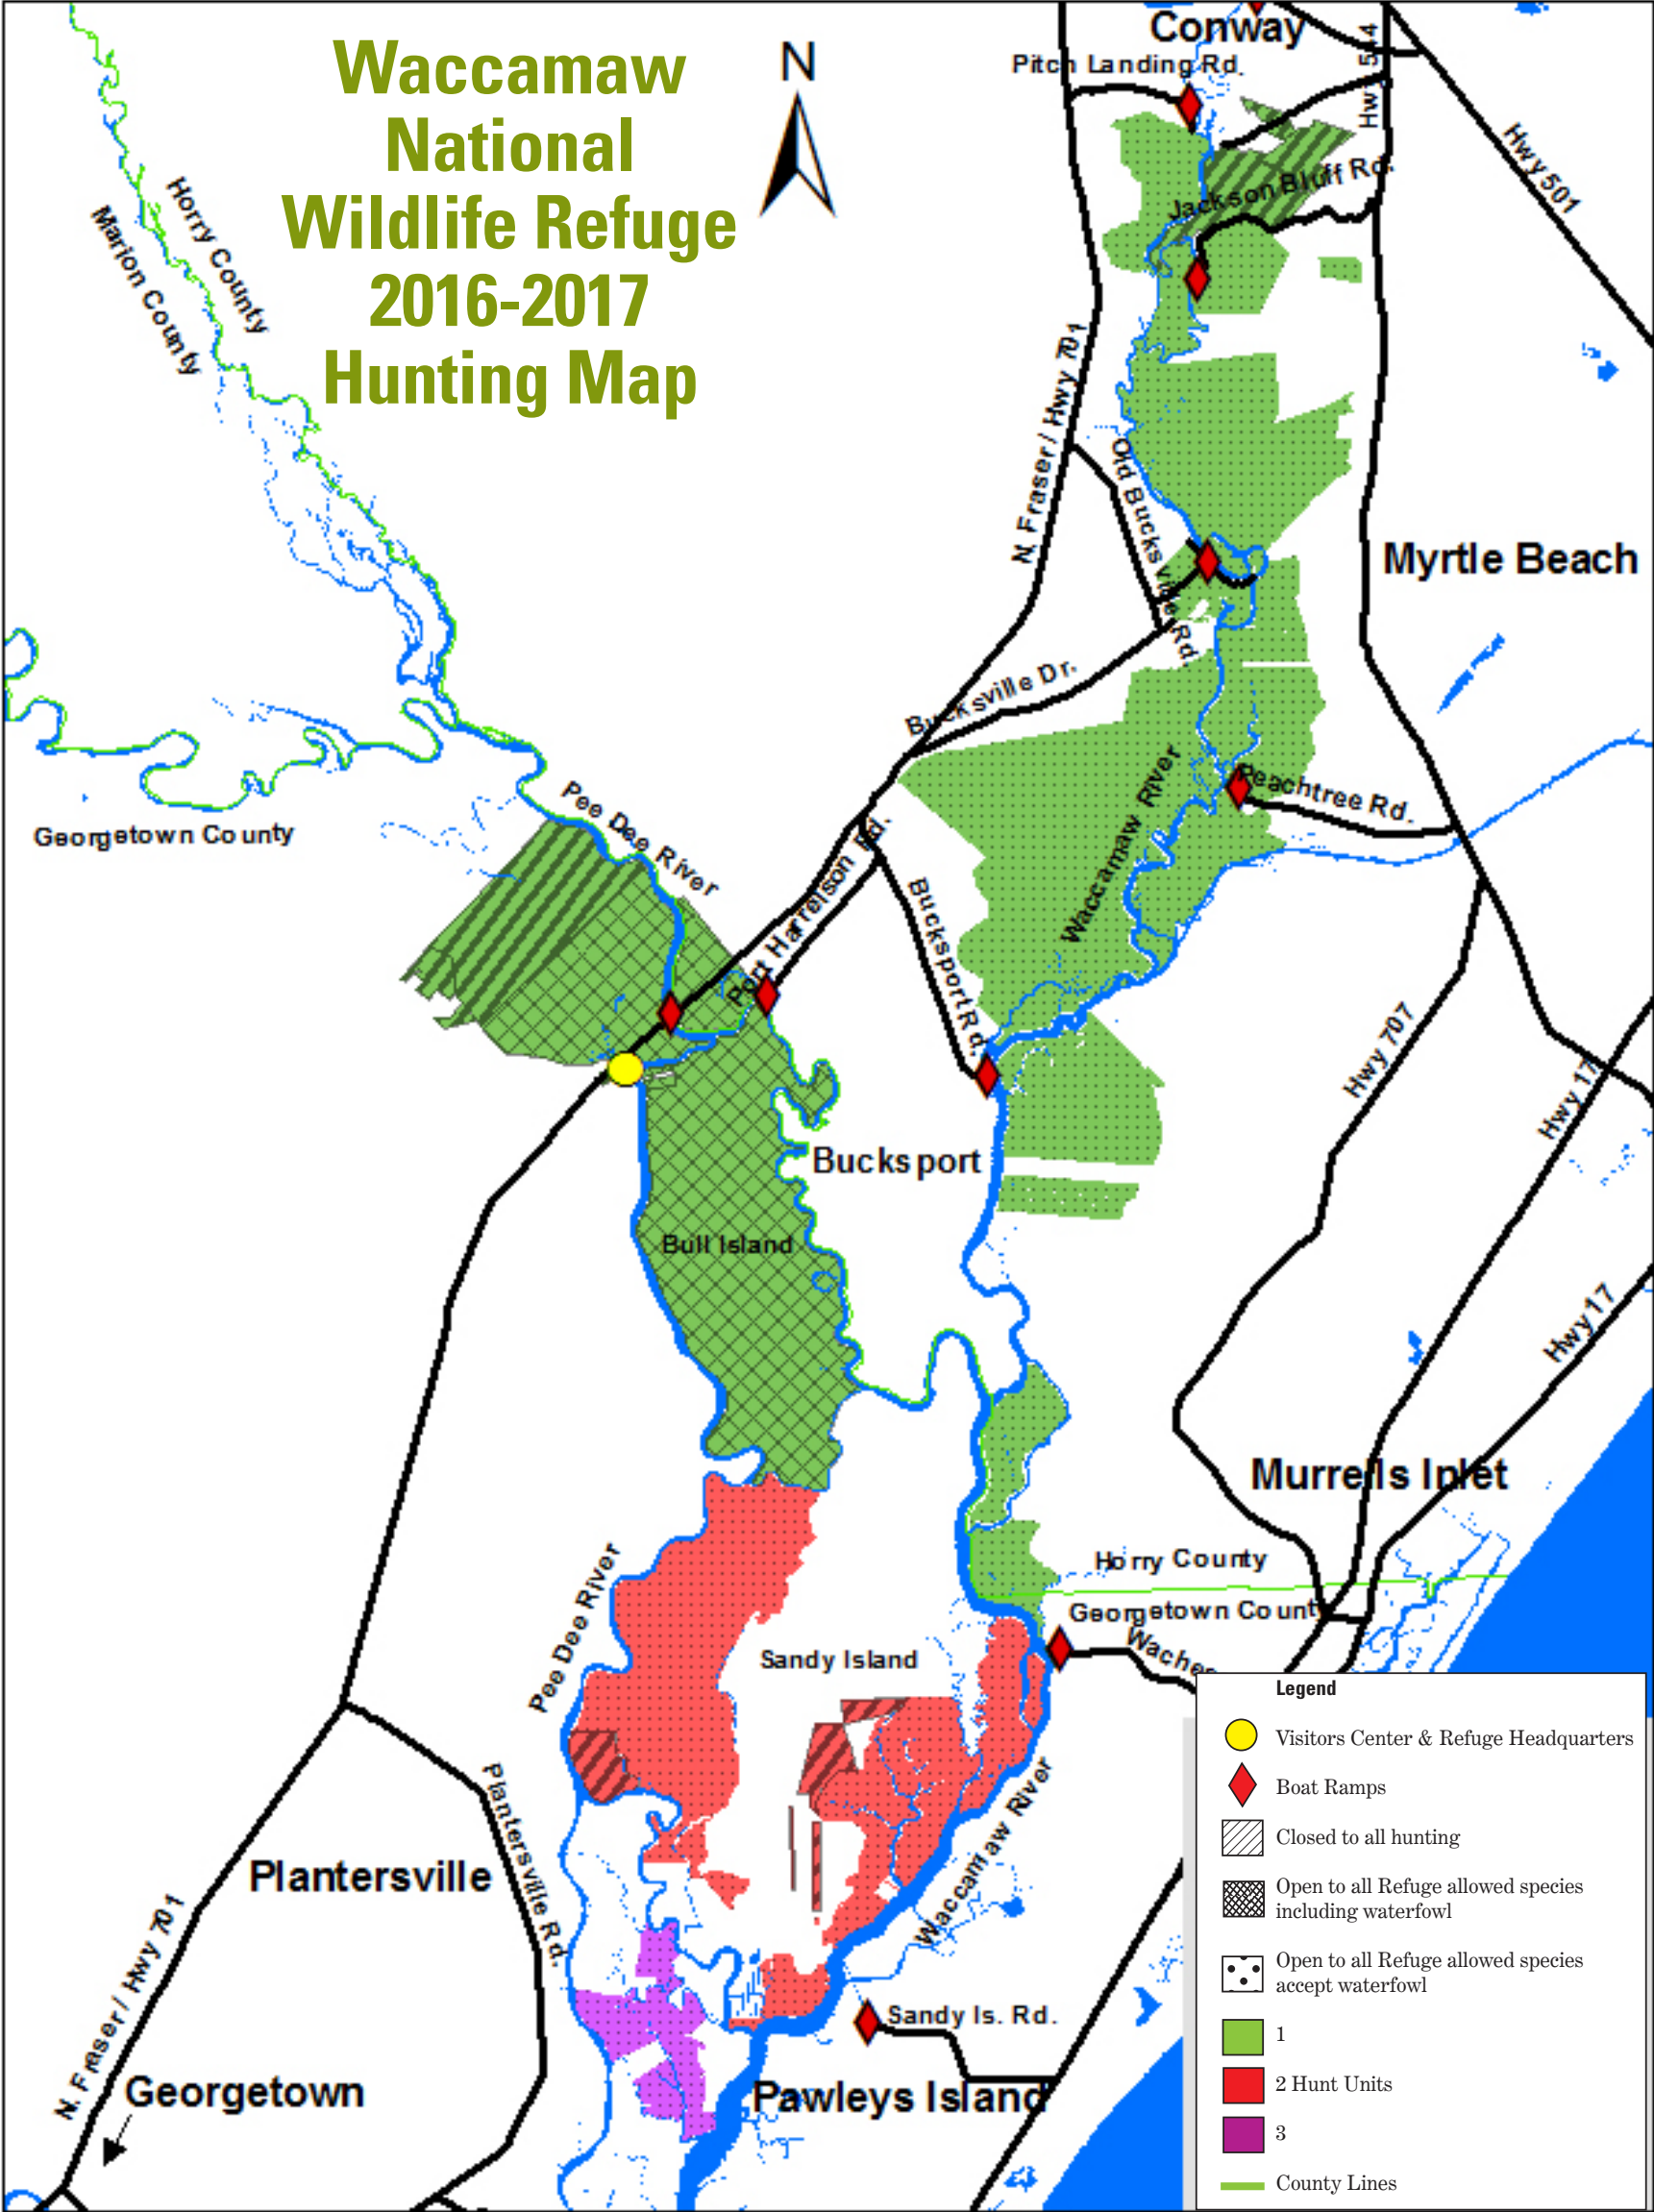 Waccamaw
National
Wildlife Refuge
2016-2017
Hunting Map
N
Conway
Pitch Landing Rd.
Hwy 544
Hwy 501
Jackson Bluff Rd.
Horry County
Marion County
N. Fraser / Hwy 701
Old Bucksville Rd.
Myrtle Beach
Bucksville Dr.
Waccamaw River
Peachtree Rd.
Georgetown County
Pee Dee River
Port Harrelson Rd.
Bucksport Rd.
Hwy 707
Hwy 17
Bucksport
Bull Island
Hwy 17
Murrells Inlet
Horry County
Georgetown County
Pee Dee River
Sandy Island
Waches
Plantersville Rd.
Plantersville
Waccamaw River
N. Fraser / Hwy 701
Sandy Is. Rd.
Georgetown
Pawleys Island
Legend
Visitors Center & Refuge Headquarters
Boat Ramps
Closed to all hunting
Open to all Refuge allowed species
including waterfowl
Open to all Refuge allowed species
accept waterfowl
1
2 Hunt Units
3
County Lines